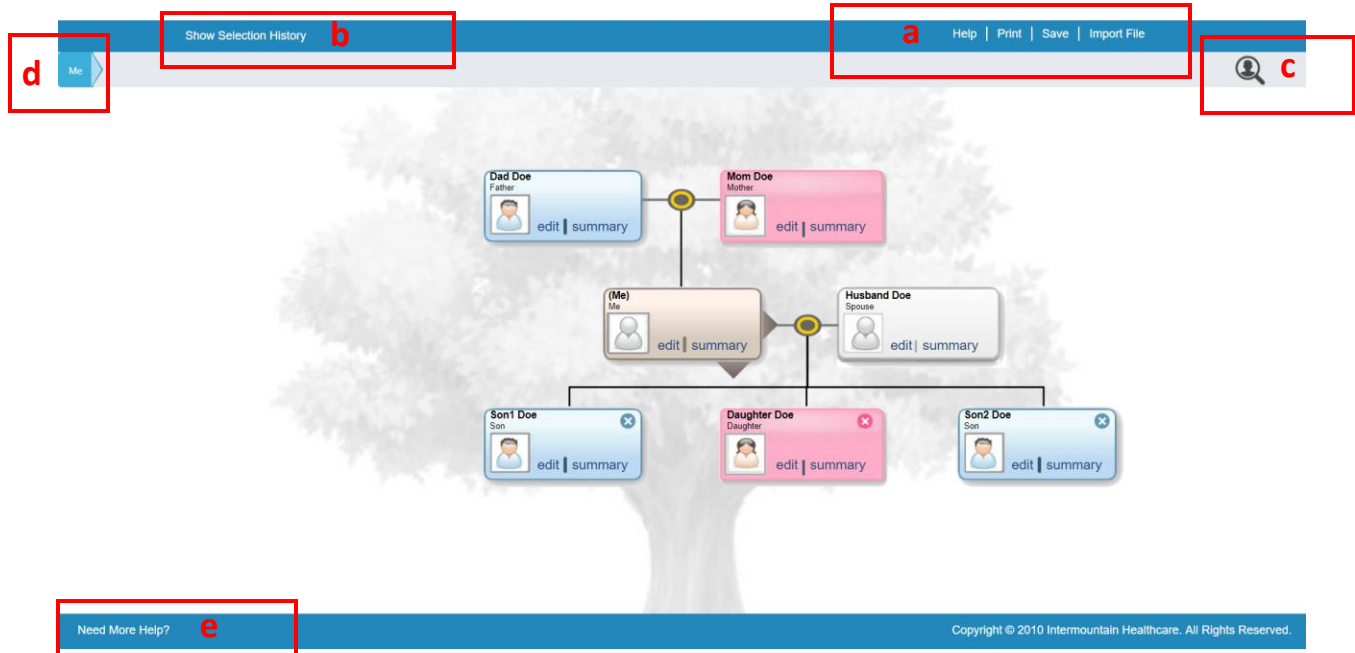 Show Selection History b
a Help | Print | Save | Import File
d Me
c
Dad Doe
Father
edit | summary
Mom Doe
Mother
edit | summary
(Me)
Me
edit | summary
Husband Doe
Spouse
edit | summary
Son1 Doe
Son
edit | summary
Daughter Doe
Daughter
edit | summary
Son2 Doe
Son
edit | summary
Need More Help? e
Copyright © 2010 Intermountain Healthcare. All Rights Reserved.